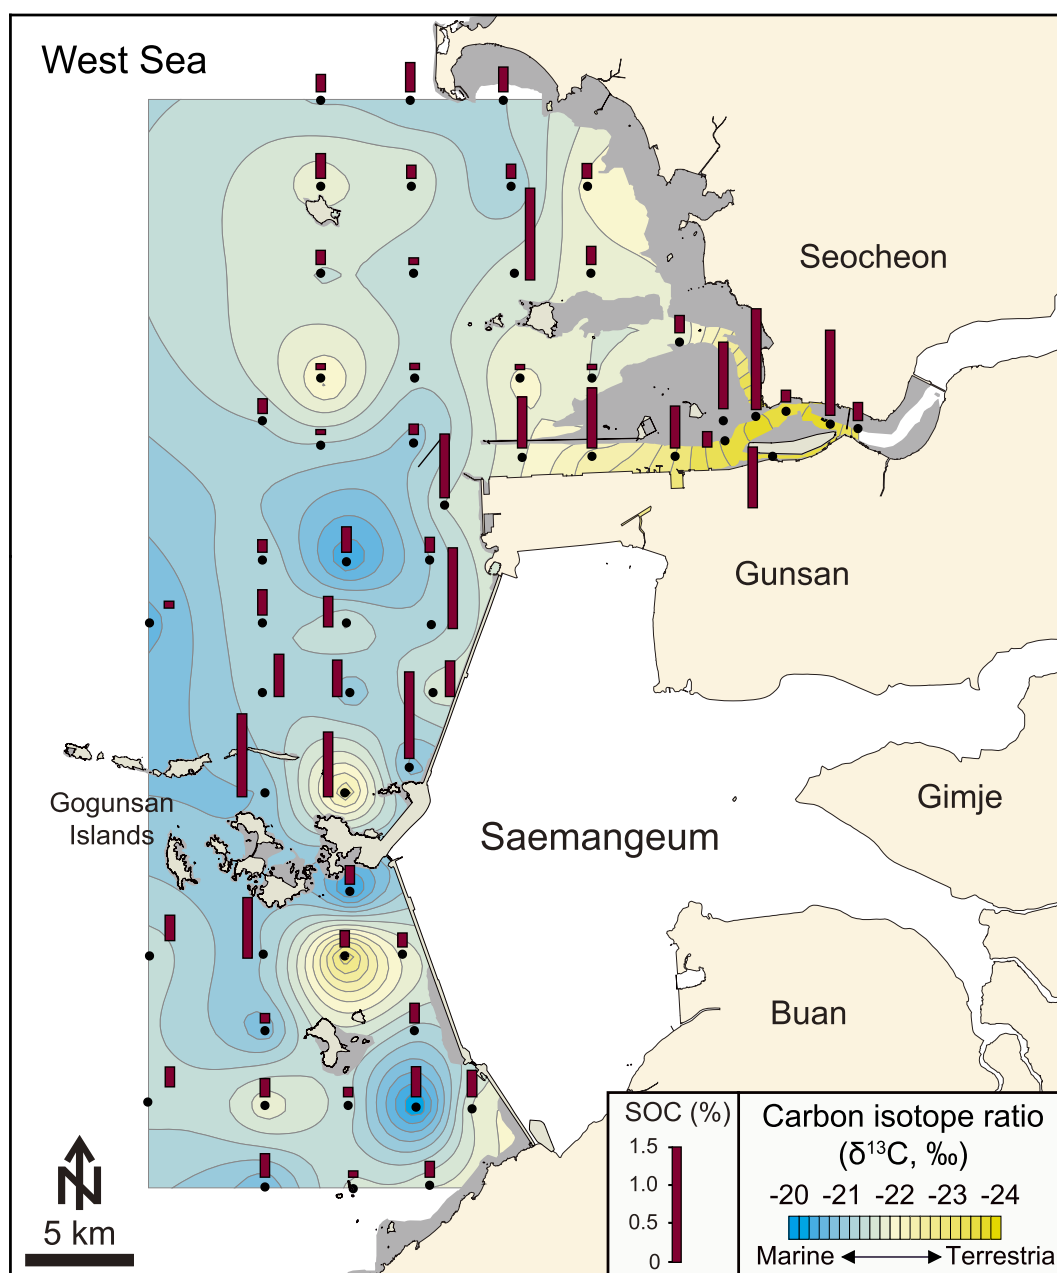 West Sea
Seocheon
Gunsan
Gogunsan
Islands
Gimje
Saemangeum
Buan
N
5 km
SOC (%)
1.5
1.0
0.5
0
Carbon isotope ratio
(δ¹³C, ‰)
-20 -21 -22 -23 -24
Marine Terrestria